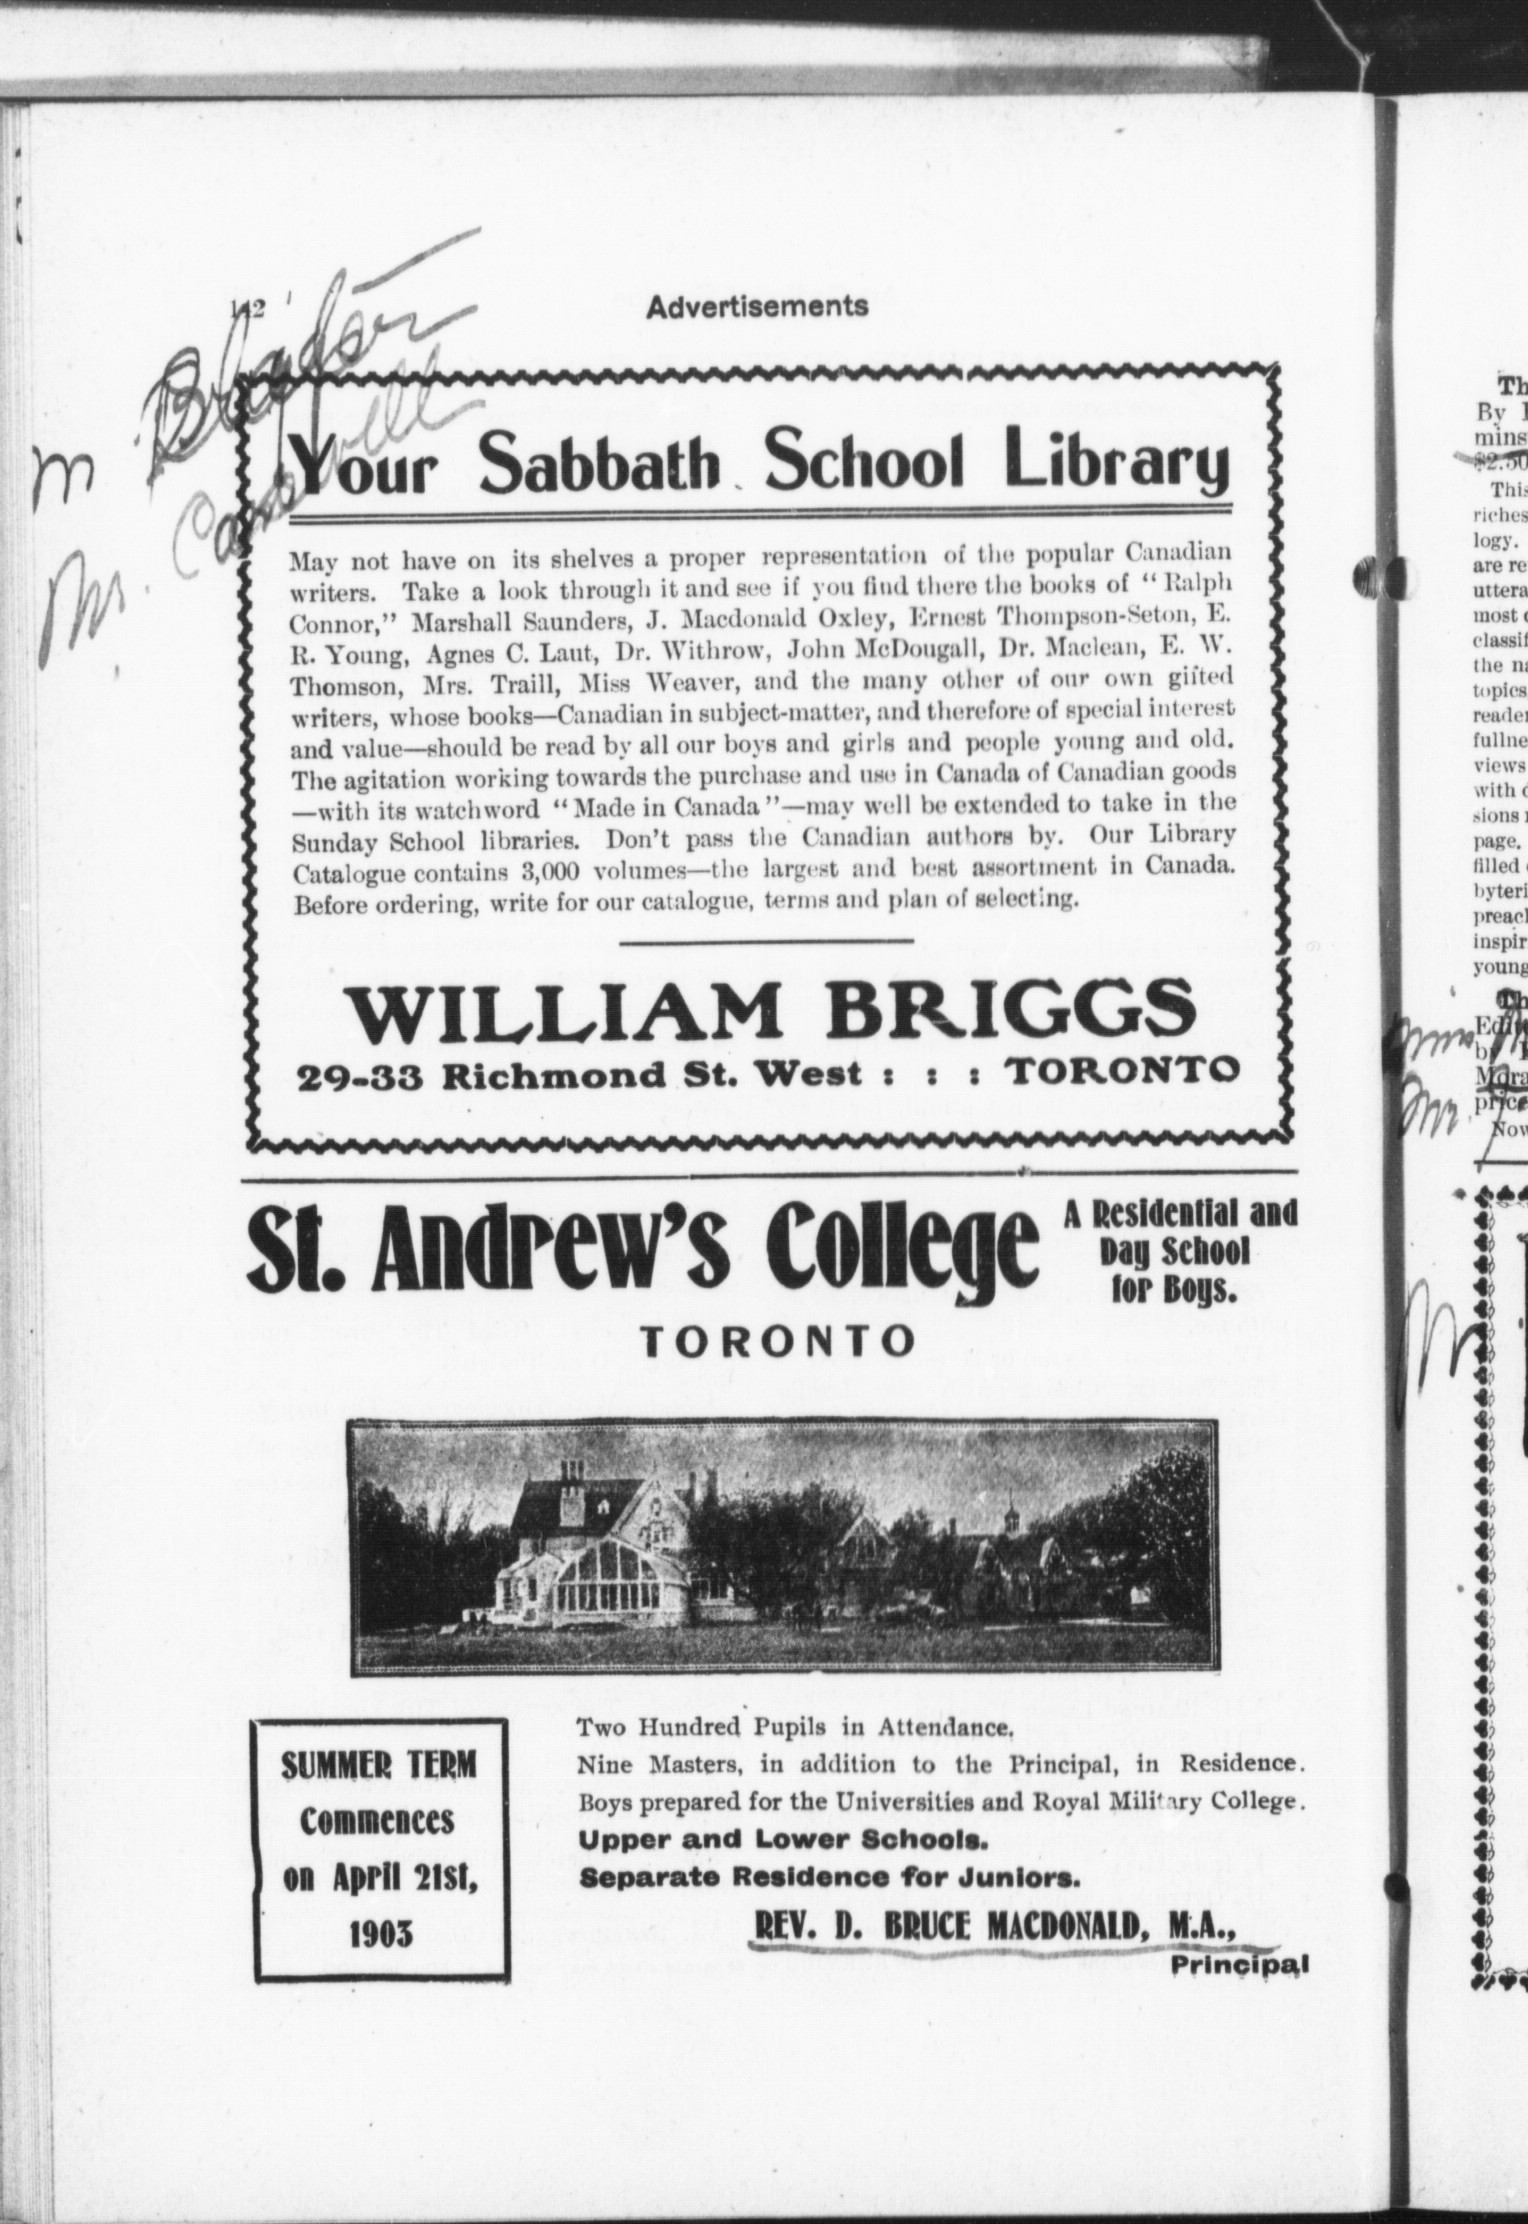 142
Advertisements
Your Sabbath School Library
May not have on its shelves a proper representation of the popular Canadian
writers. Take a look through it and see if you find there the books of “Ralph
Connor,” Marshall Saunders, J. Macdonald Oxley, Ernest Thompson-Seton, E.
R. Young, Agnes C. Laut, Dr. Withrow, John McDougall, Dr. Maclean, E. W.
Thomson, Mrs. Traill, Miss Weaver, and the many other of our own gifted
writers, whose books—Canadian in subject-matter, and therefore of special interest
and value—should be read by all our boys and girls and people young and old.
The agitation working towards the purchase and use in Canada of Canadian goods
—with its watchword “Made in Canada”—may well be extended to take in the
Sunday School libraries. Don't pass the Canadian authors by. Our Library
Catalogue contains 3,000 volumes—the largest and best assortment in Canada.
Before ordering, write for our catalogue, terms and plan of selecting.
WILLIAM BRIGGS
29-33 Richmond St. West : : : TORONTO
St. Andrew's College
A Residential and
Day School
for Boys.
TORONTO
SUMMER TERM
Commences
on April 21st,
1903
Two Hundred Pupils in Attendance.
Nine Masters, in addition to the Principal, in Residence.
Boys prepared for the Universities and Royal Military College.
Upper and Lower Schools.
Separate Residence for Juniors.
REV. D. BRUCE MACDONALD, M.A.,
Principal